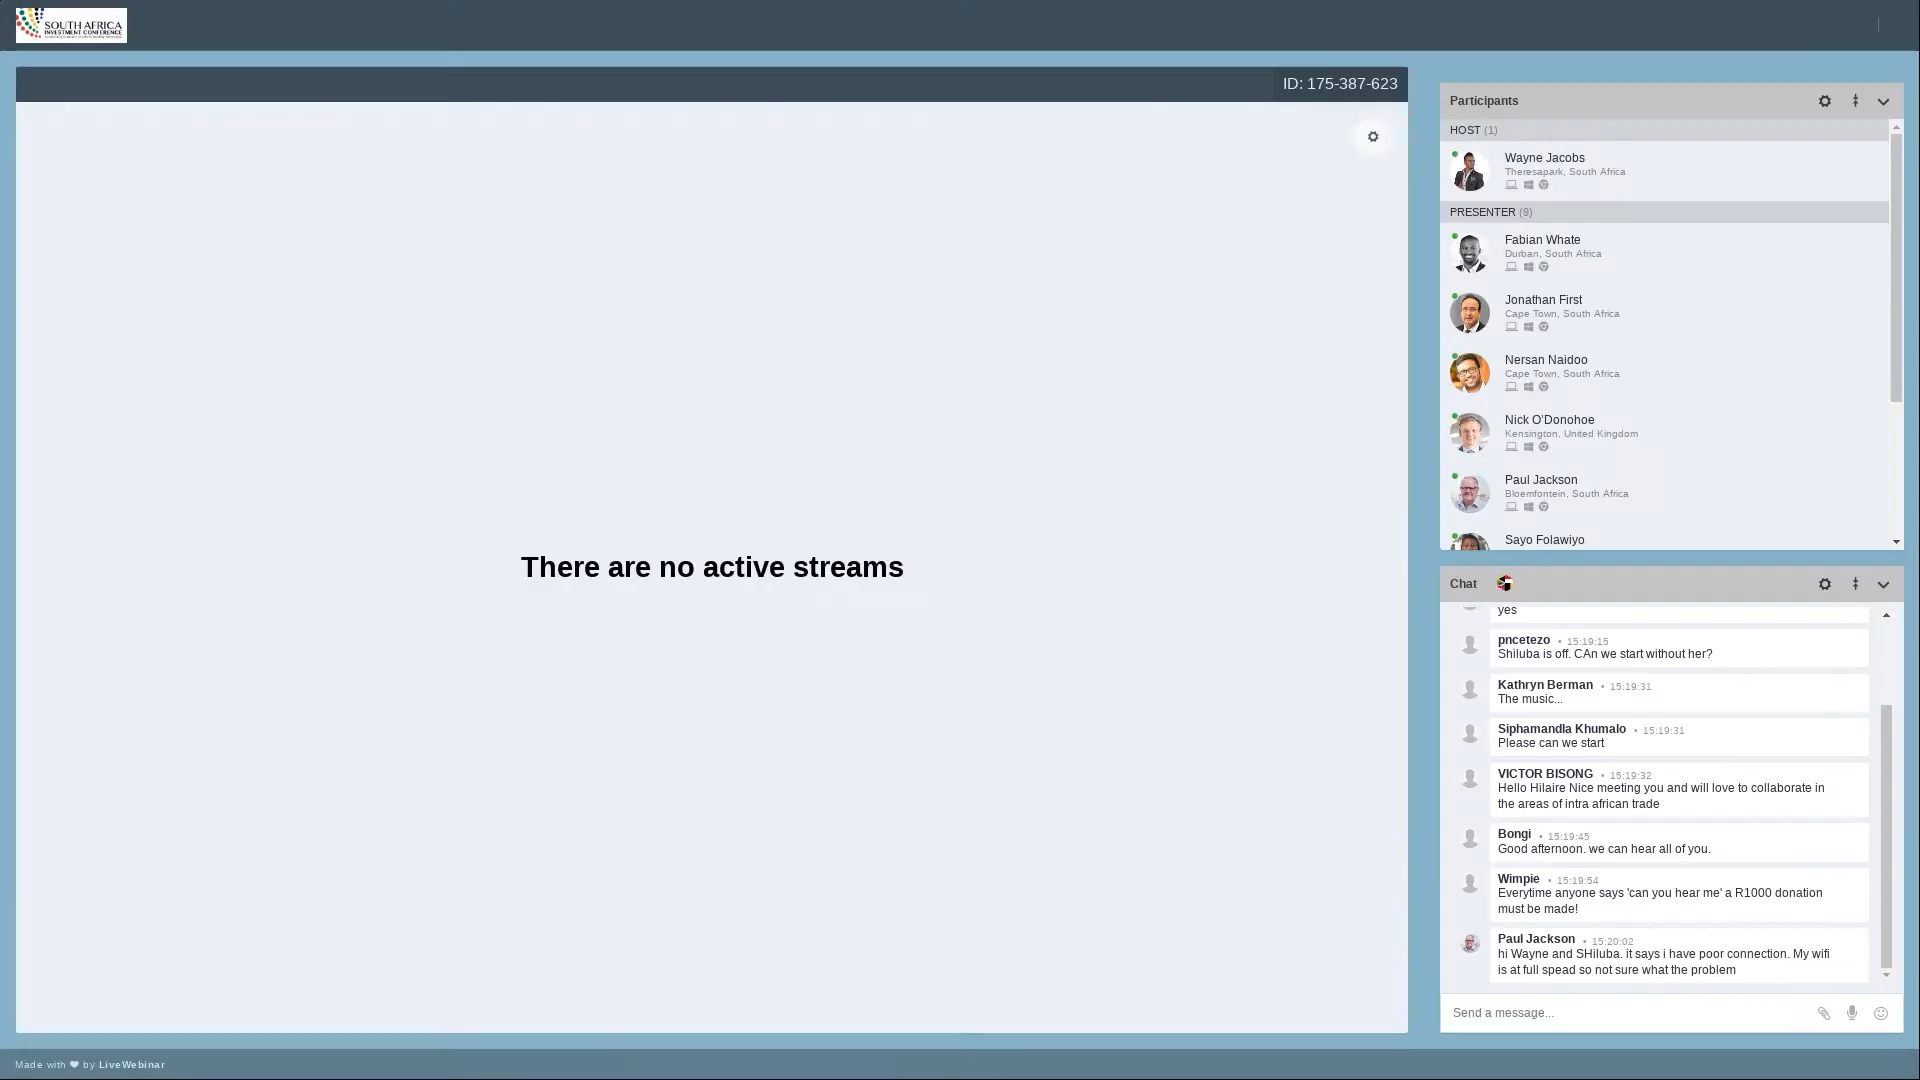 SOUTH AFRICA
INVESTMENT CONFERENCE
ID: 175-387-623
There are no active streams
Participants
HOST (1)
Wayne Jacobs
Theresapark, South Africa
PRESENTER (9)
Fabian Whate
Durban, South Africa
Jonathan First
Cape Town, South Africa
Nersan Naidoo
Cape Town, South Africa
Nick O'Donohoe
Kensington, United Kingdom
Paul Jackson
Bloemfontein, South Africa
Sayo Folawiyo
Chat
yes
pncetezo • 15:19:15
Shiluba is off. CAn we start without her?
Kathryn Berman • 15:19:31
The music...
Siphamandla Khumalo • 15:19:31
Please can we start
VICTOR BISONG • 15:19:32
Hello Hilaire Nice meeting you and will love to collaborate in
the areas of intra african trade
Bongi • 15:19:45
Good afternoon. we can hear all of you.
Wimpie • 15:19:54
Everytime anyone says 'can you hear me' a R1000 donation
must be made!
Paul Jackson • 15:20:02
hi Wayne and SHiluba. it says i have poor connection. My wifi
is at full spead so not sure what the problem
Send a message...
Made with ❤ by LiveWebinar